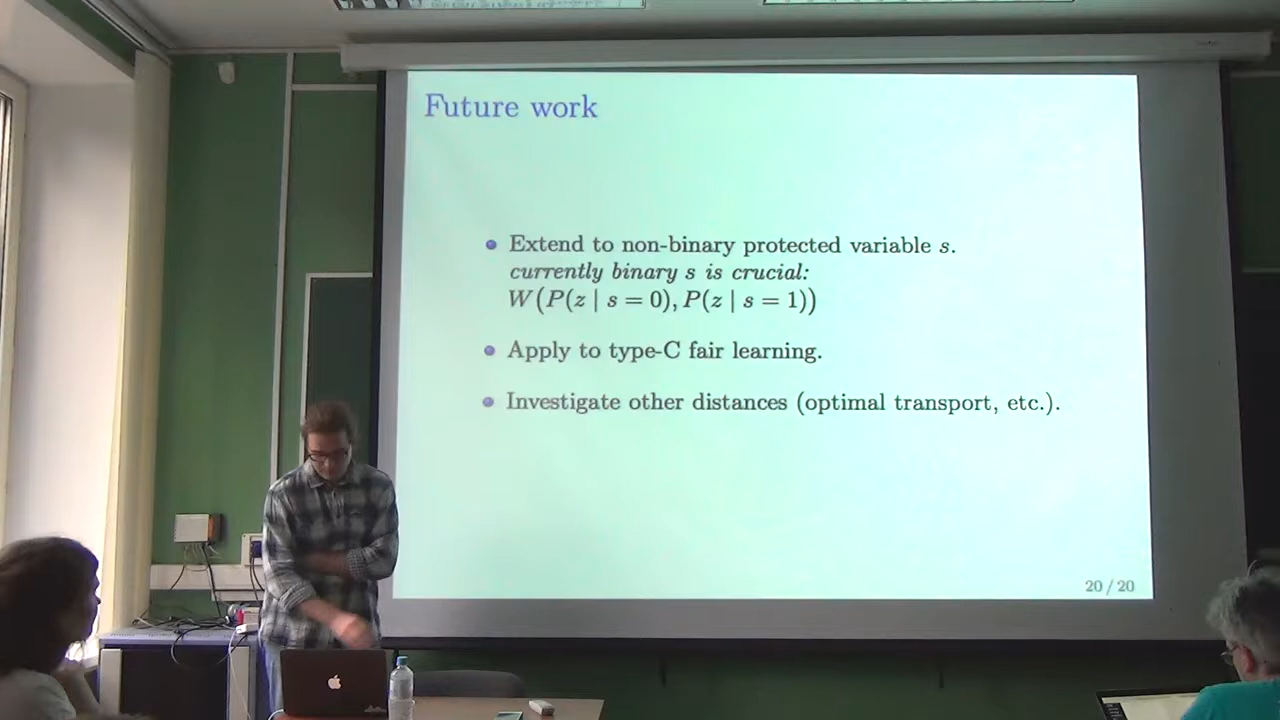 Future work
Extend to non-binary protected variable s.
currently binary s is crucial:
W(P(z | s = 0), P(z | s = 1))
Apply to type-C fair learning.
Investigate other distances (optimal transport, etc.).
20 / 20